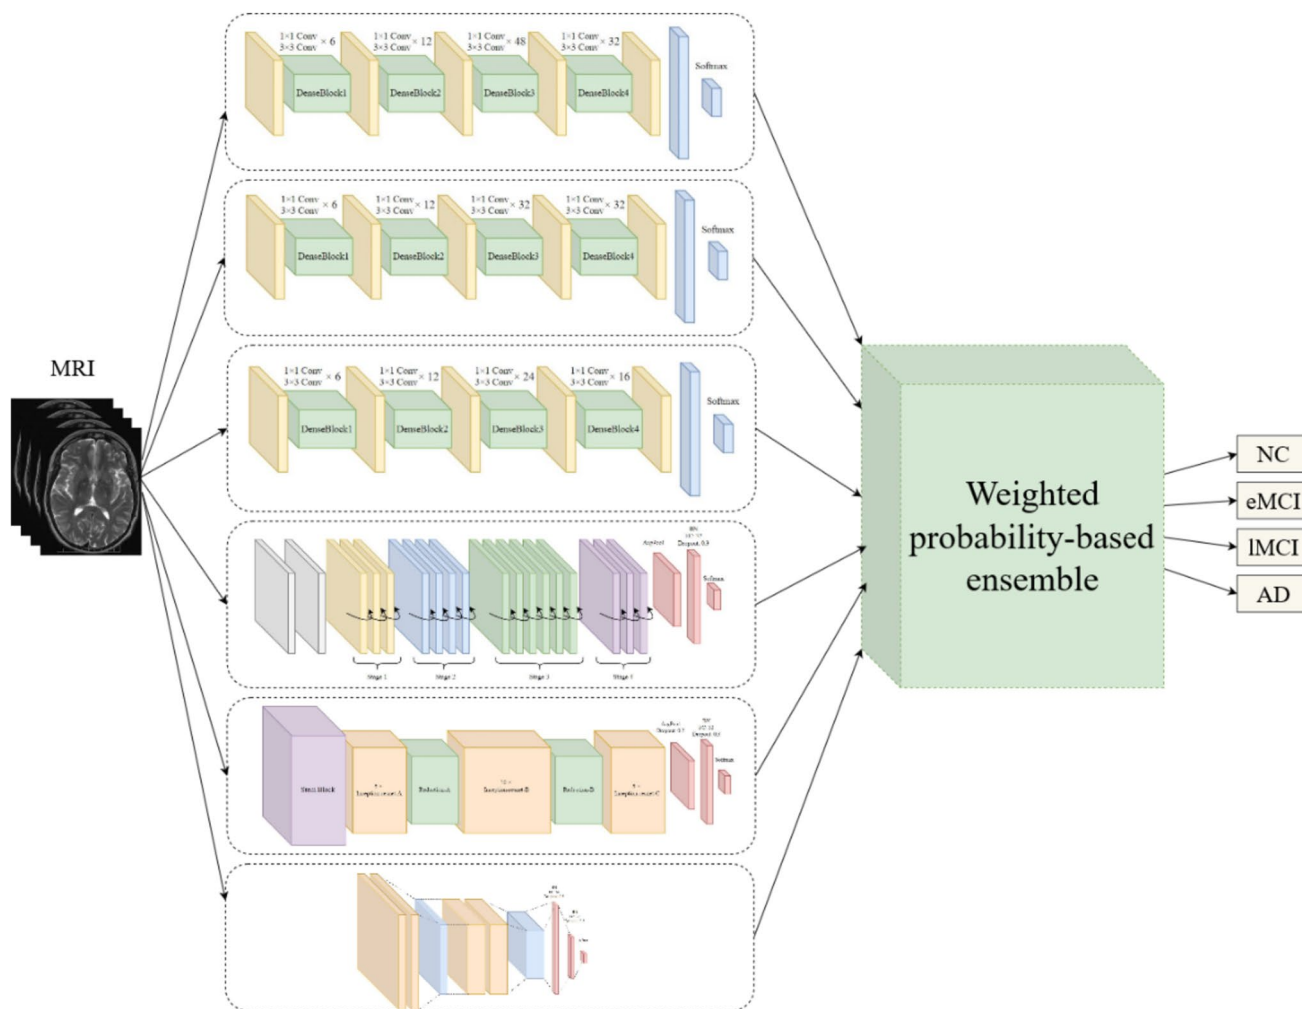 1×1 Conv
3×3 Conv × 6
1×1 Conv
3×3 Conv × 12
1×1 Conv
3×3 Conv × 48
1×1 Conv
3×3 Conv × 32
Softmax
DenseBlock1
DenseBlock2
DenseBlock3
DenseBlock4
1×1 Conv
3×3 Conv × 6
1×1 Conv
3×3 Conv × 12
1×1 Conv
3×3 Conv × 32
1×1 Conv
3×3 Conv × 32
Softmax
DenseBlock1
DenseBlock2
DenseBlock3
DenseBlock4
MRI
1×1 Conv
3×3 Conv × 6
1×1 Conv
3×3 Conv × 12
1×1 Conv
3×3 Conv × 24
1×1 Conv
3×3 Conv × 16
Softmax
DenseBlock1
DenseBlock2
DenseBlock3
DenseBlock4
AvgPool
Softmax
Stage 1
Stage 2
Stage 3
Stage 4
Stem Block
Reduction-A
Reduction-B
Softmax
Weighted
probability-based
ensemble
NC
eMCI
lMCI
AD